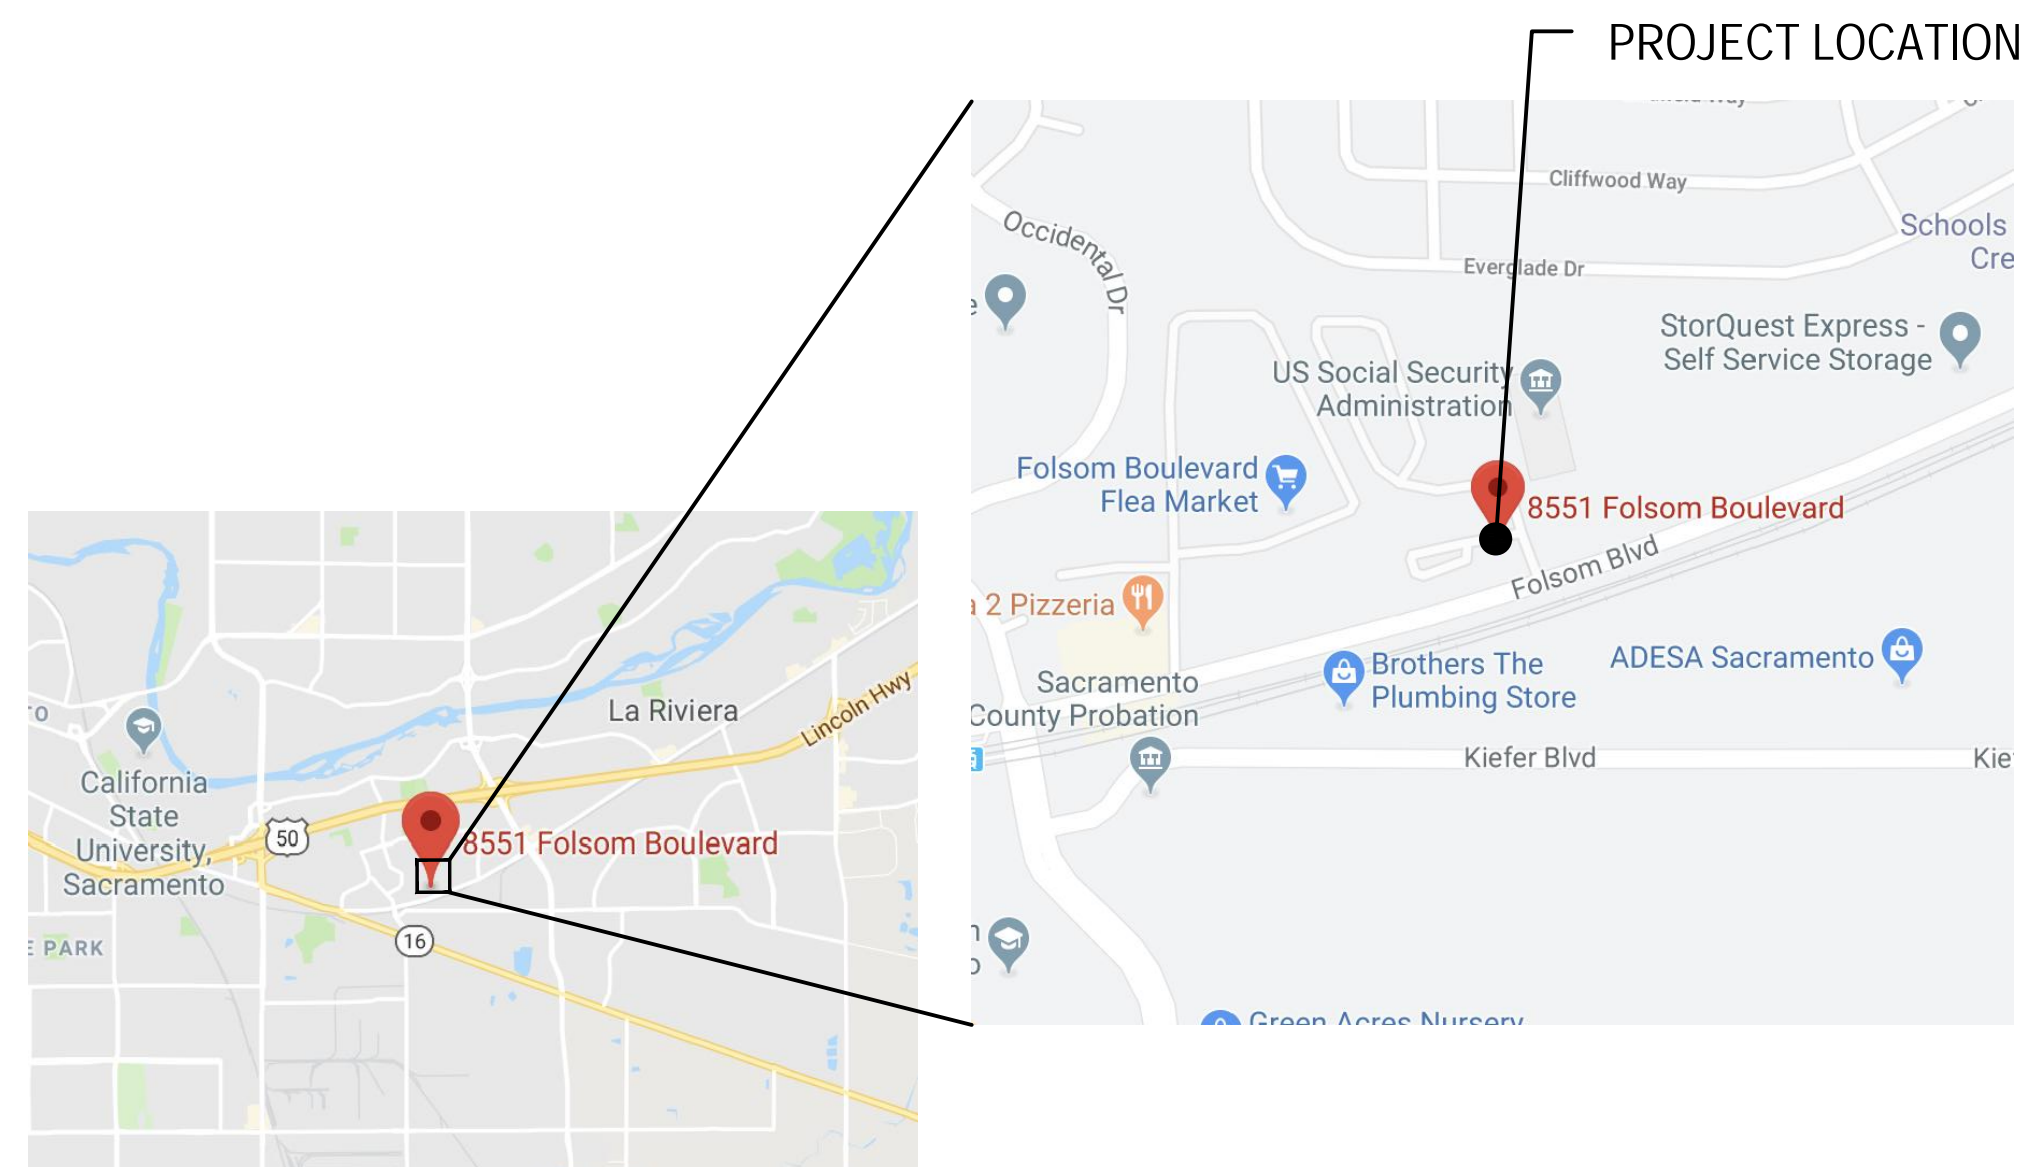 PROJECT LOCATION
Cliffwood Way
Occidental Dr
Everglade Dr
Schools
Cre
StorQuest Express -
Self Service Storage
US Social Security
Administration
Folsom Boulevard
Flea Market
8551 Folsom Boulevard
Folsom Blvd
2 Pizzeria
Brothers The
Plumbing Store
ADESA Sacramento
Sacramento
County Probation
Kiefer Blvd
Kie
Green Acres Nursery
La Riviera
Lincoln Hwy
California
State
University,
Sacramento
50
8551 Folsom Boulevard
16
E PARK